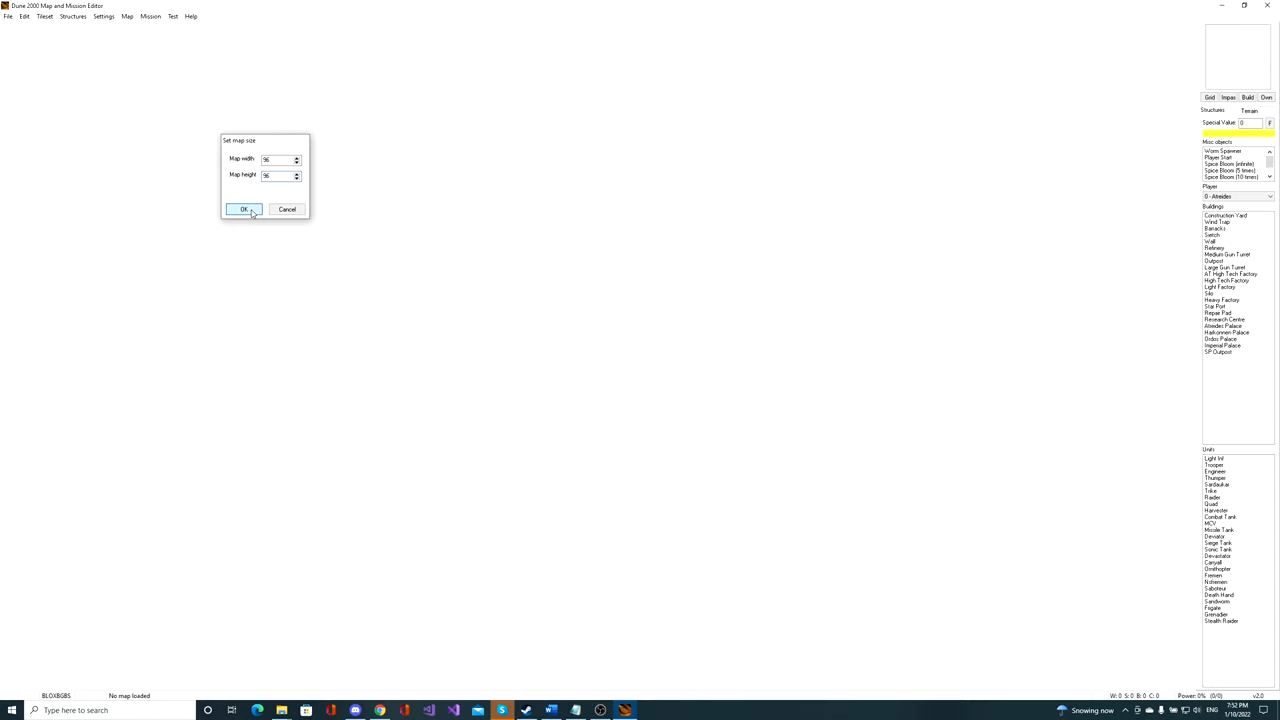 Dune 2000 Map and Mission Editor
File Edit Tileset Structures Settings Map Mission Test Help
Set map size
Map width 96
Map height 96
OK Cancel
Grid Impas Build Own
Structures Terrain
Special Value: 0 F
Misc objects
Worm Spawner
Player Start
Spice Bloom (infinite)
Spice Bloom (5 times)
Spice Bloom (10 times)
Player
0 - Atreides
Buildings
Construction Yard
Wind Trap
Barracks
Sietch
Wall
Refinery
Medium Gun Turret
Outpost
Large Gun Turret
AT High Tech Factory
High Tech Factory
Light Factory
Silo
Heavy Factory
Star Port
Repair Pad
Research Centre
Atreides Palace
Harkonnen Palace
Ordos Palace
Imperial Palace
SP Outpost
Units
Light Inf
Trooper
Engineer
Thumper
Sardaukar
Trike
Raider
Quad
Harvester
Combat Tank
MCV
Missile Tank
Deviator
Siege Tank
Sonic Tank
Devastator
Carryall
Ornithopter
Fremen
Nsfremen
Saboteur
Death Hand
Sandworm
Frigate
Grenadier
Stealth Raider
BLOXBGBS No map loaded W: 0 S: 0 B: 0 C: 0 Power: 0% (0/0) v2.0
Type here to search Snowing now ENG 7:52 PM
1/10/2022